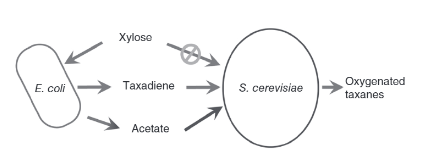 Xylose
E. coli
Taxadiene
S. cerevisiae
Oxygenated
taxanes
Acetate